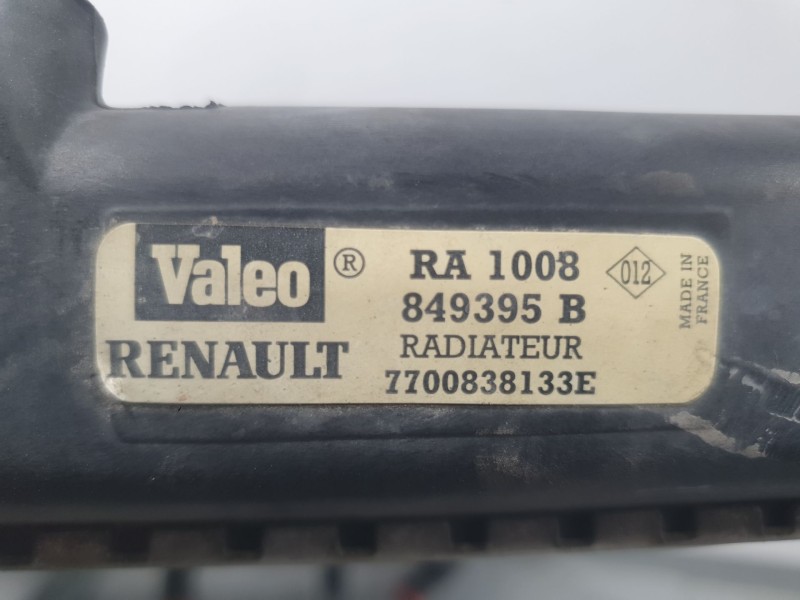 Valeo ® RA 1008
849395 B
RENAULT RADIATEUR
7700838133E
012
MADE IN
FRANCE